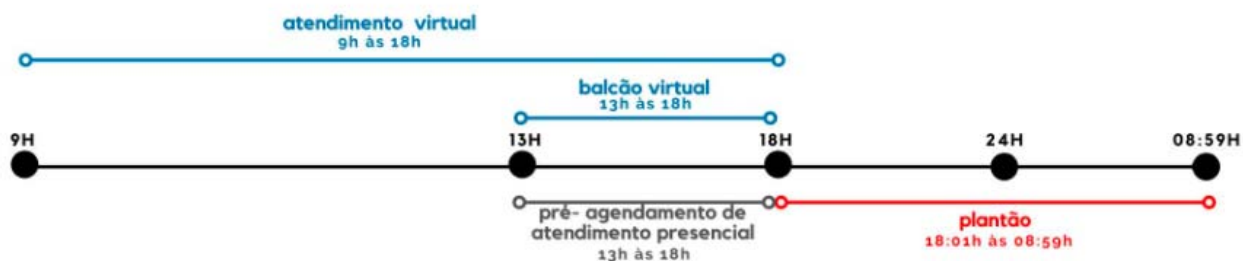 atendimento virtual
9h às 18h
balcão virtual
13h às 18h
9H
13H
18H
24H
08:59H
pré- agendamento de
atendimento presencial
13h às 18h
plantão
18:01h às 08:59h